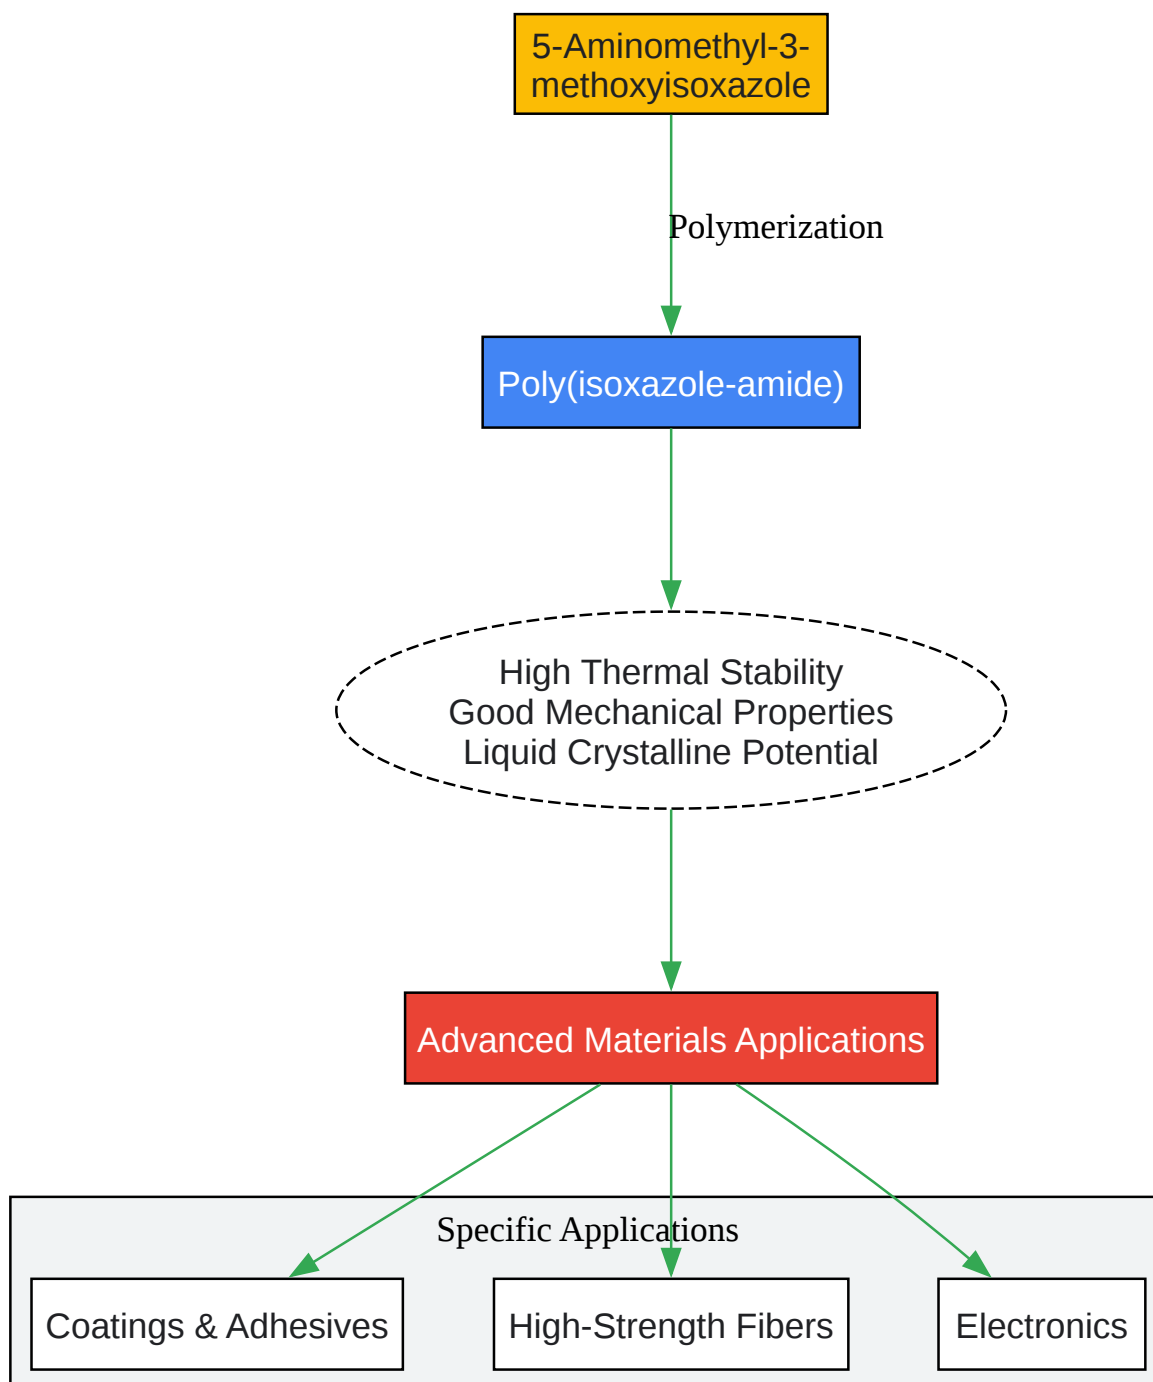 5-Aminomethyl-3-
methoxyisoxazole
Polymerization
Poly(isoxazole-amide)
High Thermal Stability
Good Mechanical Properties
Liquid Crystalline Potential
Advanced Materials Applications
Specific Applications
Coatings & Adhesives
High-Strength Fibers
Electronics